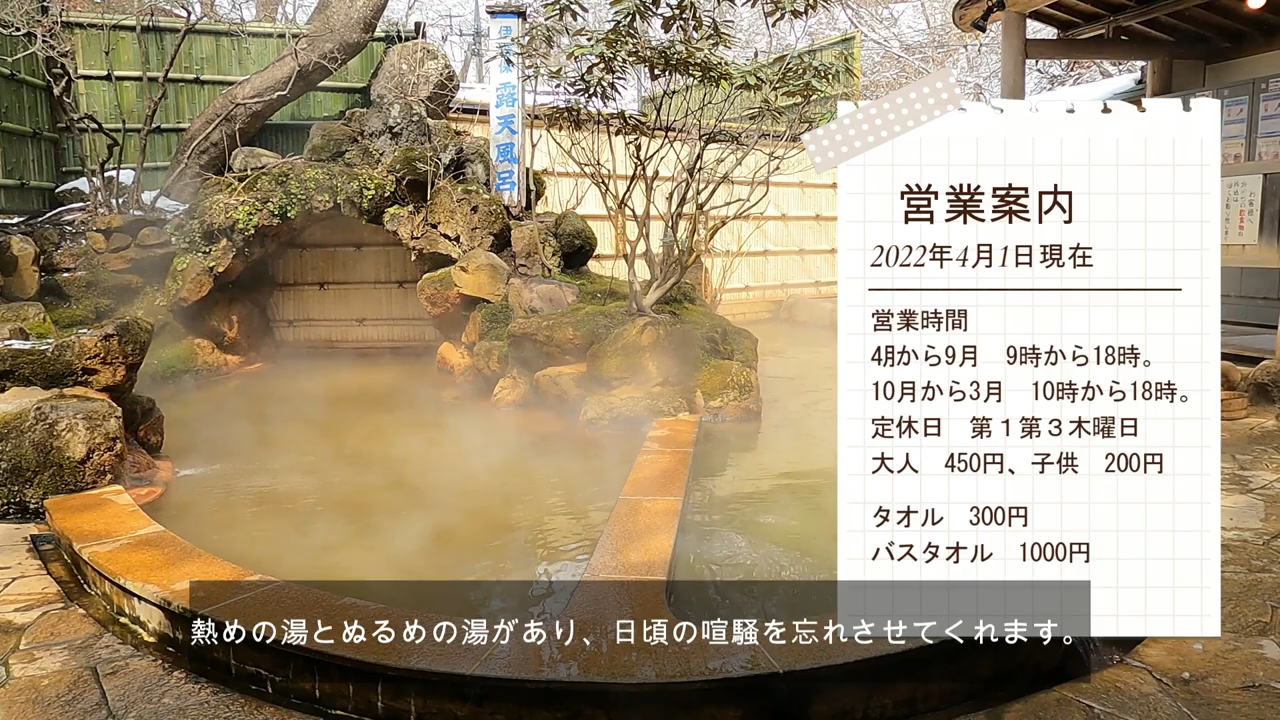 伊香保 露天風呂
営業案内
2022年4月1日現在
営業時間
4月から9月　9時から18時。
10月から3月　10時から18時。
定休日　第１第３木曜日
大人　450円、子供　200円
タオル　300円
バスタオル　1000円
熱めの湯とぬるめの湯があり、日頃の喧騒を忘れさせてくれます。